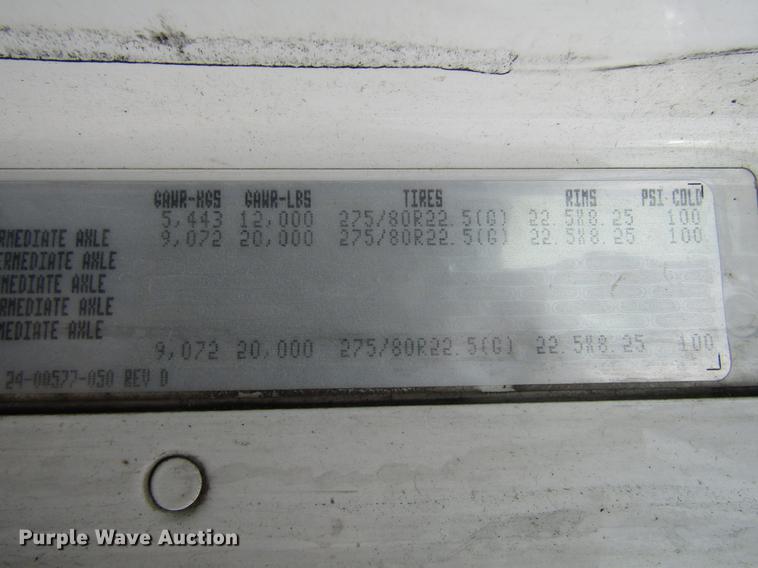 GAWR-KGS GAWR-LBS TIRES RIMS PSI-COLD
5,443 12,000 275/80R22.5(G) 22.5X8.25 100
RMEDIATE AXLE 9,072 20,000 275/80R22.5(G) 22.5X8.25 100
ERMEDIATE AXLE
MEDIATE AXLE
RMEDIATE AXLE
MEDIATE AXLE
9,072 20,000 275/80R22.5(G) 22.5X8.25 100
24-00577-050 REV D
Purple Wave Auction